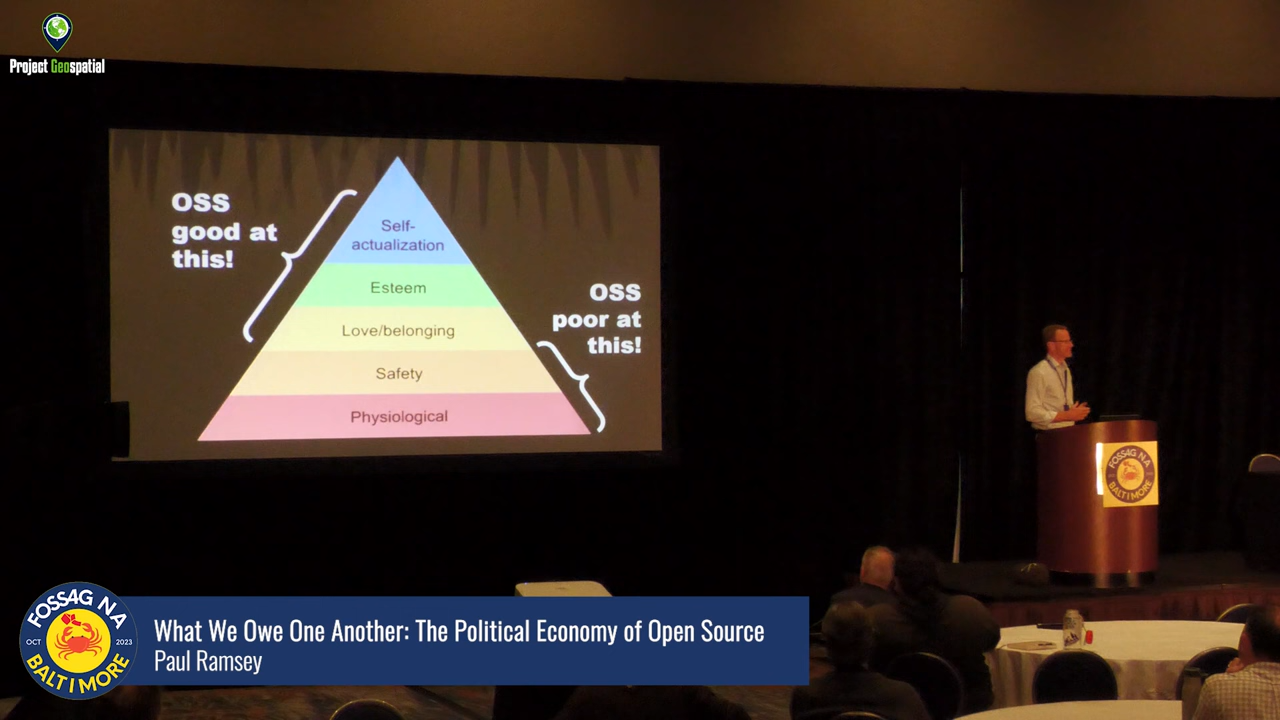 Project Geospatial
OSS
good at
this!
Self-
actualization
Esteem
Love/belonging
Safety
Physiological
OSS
poor at
this!
FOSS4G NA
BALTIMORE
FOSS4G NA
OCT 2023
BALTIMORE
What We Owe One Another: The Political Economy of Open Source
Paul Ramsey